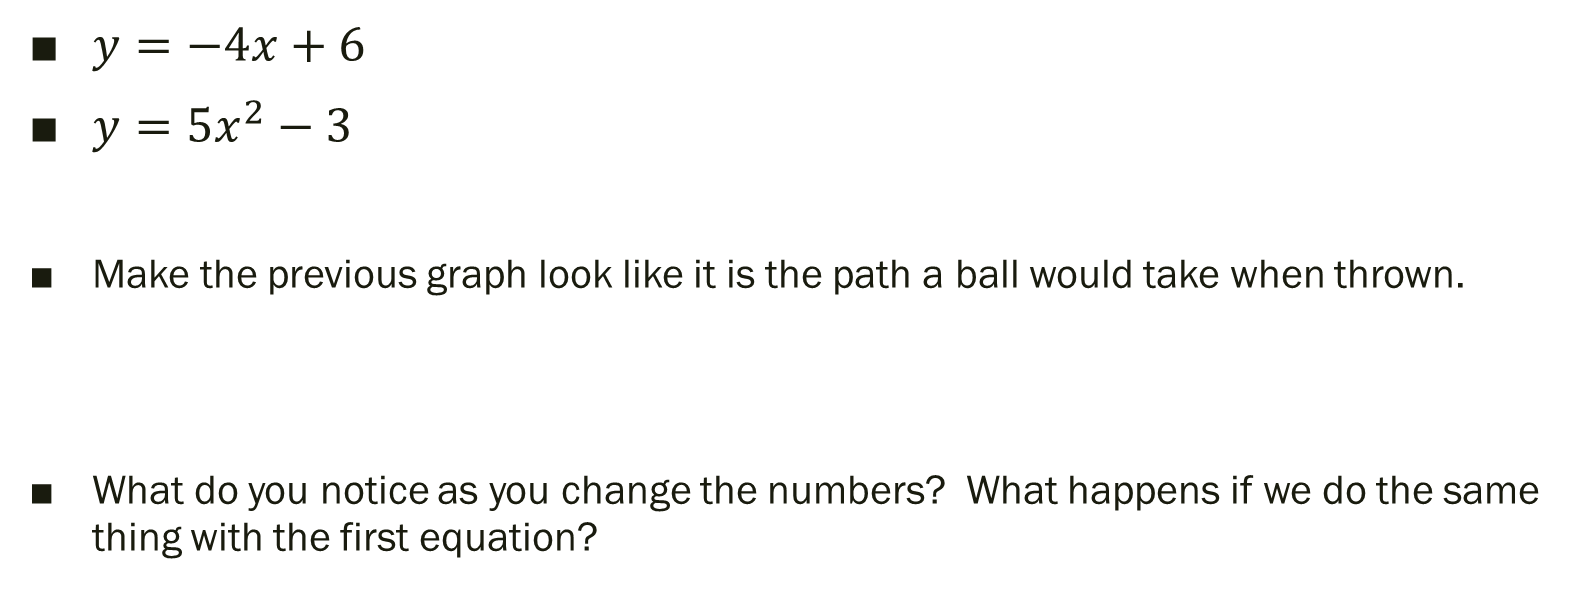 ■ y = −4x + 6
■ y = 5x² − 3
■ Make the previous graph look like it is the path a ball would take when thrown.
■ What do you notice as you change the numbers?  What happens if we do the same
thing with the first equation?